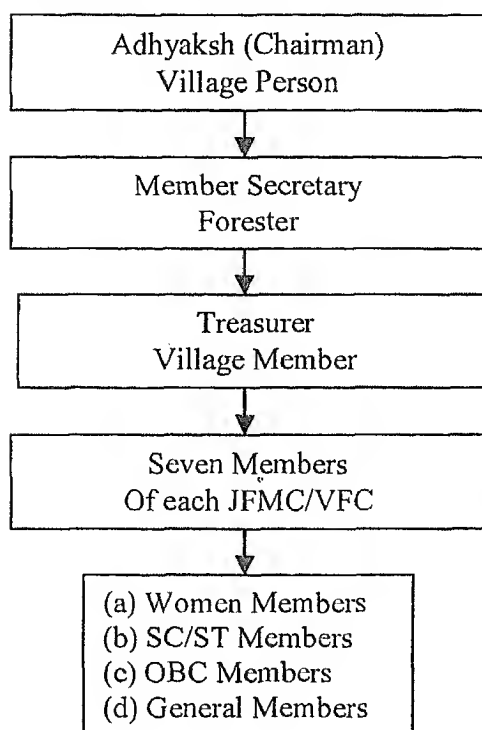 Adhyaksh (Chairman)
Village Person
Member Secretary
Forester
Treasurer
Village Member
Seven Members
Of each JFMC/VFC
(a) Women Members
(b) SC/ST Members
(c) OBC Members
(d) General Members